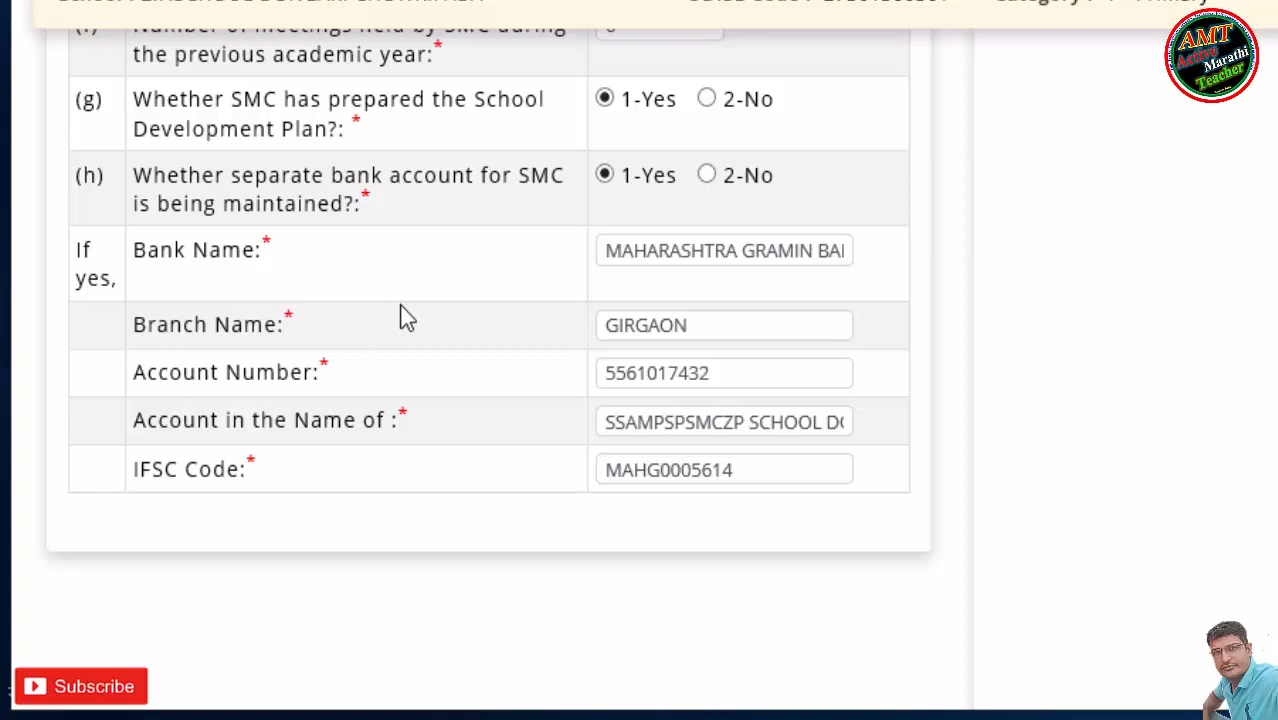 the previous academic year:*
(g) Whether SMC has prepared the School 1-Yes 2-No
Development Plan?: *
(h) Whether separate bank account for SMC 1-Yes 2-No
is being maintained?:*
If Bank Name:* MAHARASHTRA GRAMIN BAI
yes,
Branch Name:* GIRGAON
Account Number:* 5561017432
Account in the Name of :* SSAMPSPSMCZP SCHOOL
IFSC Code:* MAHG0005614
Subscribe
AMT
Active
Marathi
Teacher